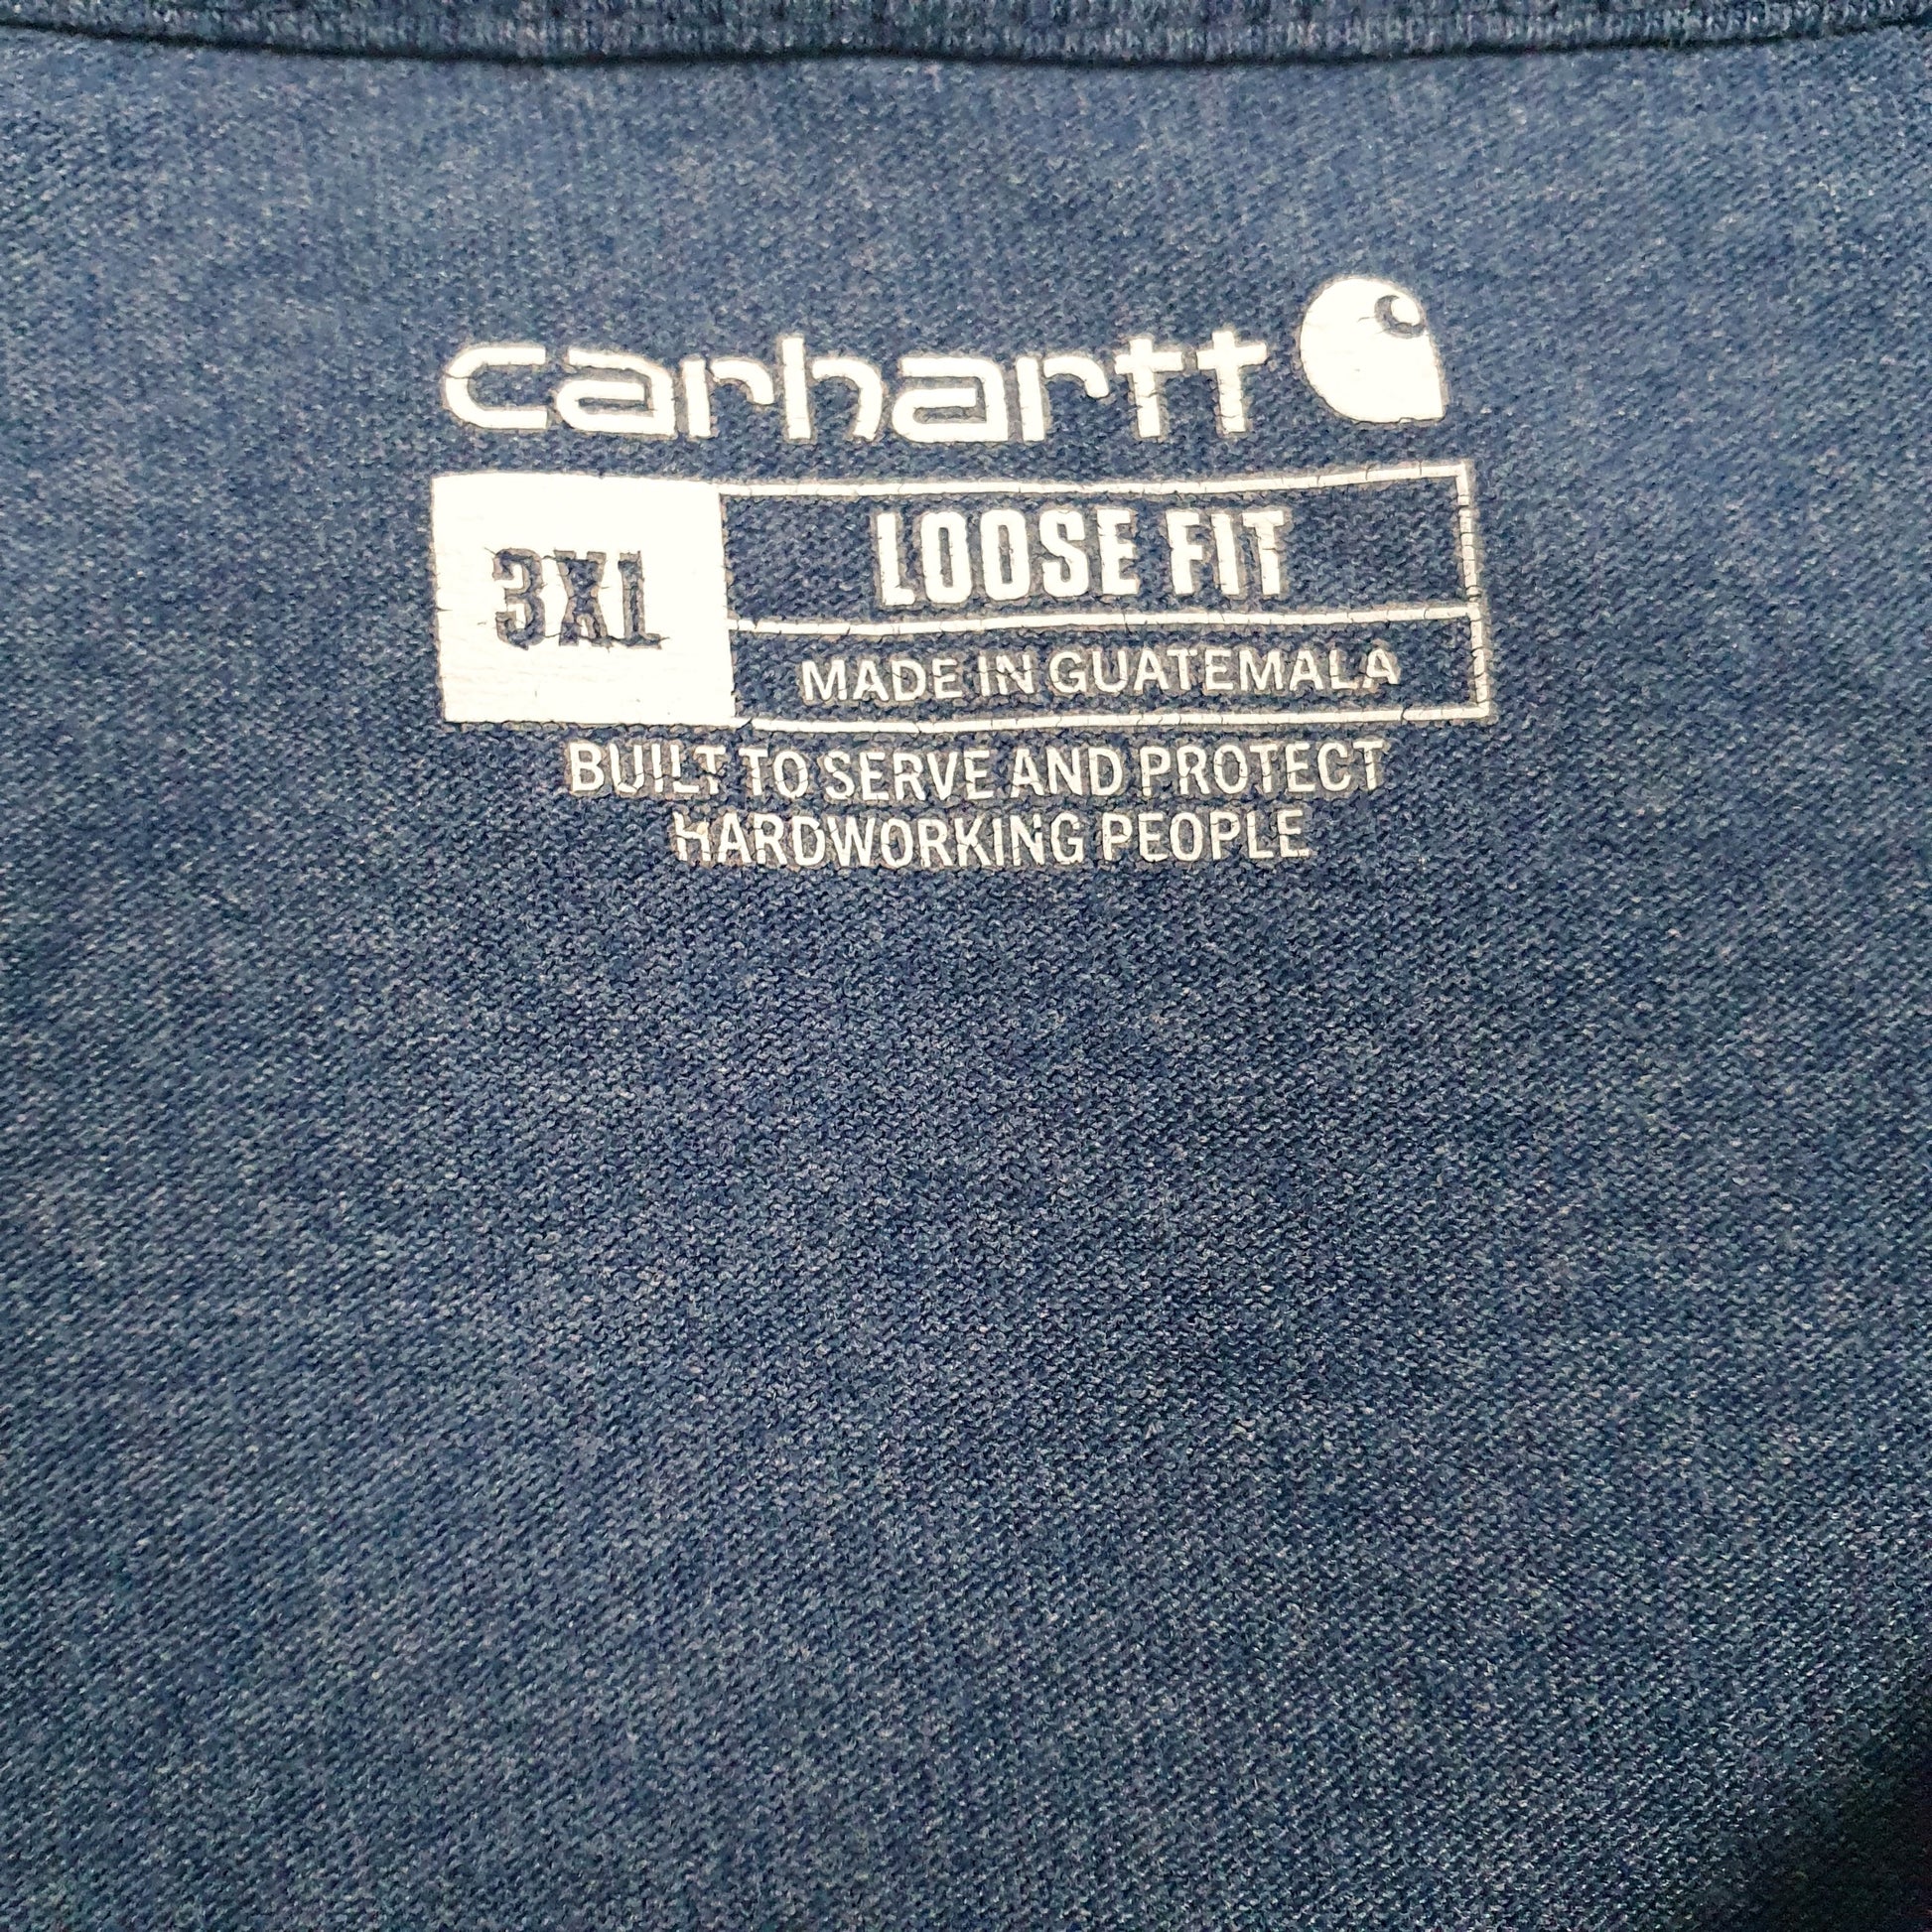 carhartt
3XL
LOOSE FIT
MADE IN GUATEMALA
BUILT TO SERVE AND PROTECT
HARDWORKING PEOPLE